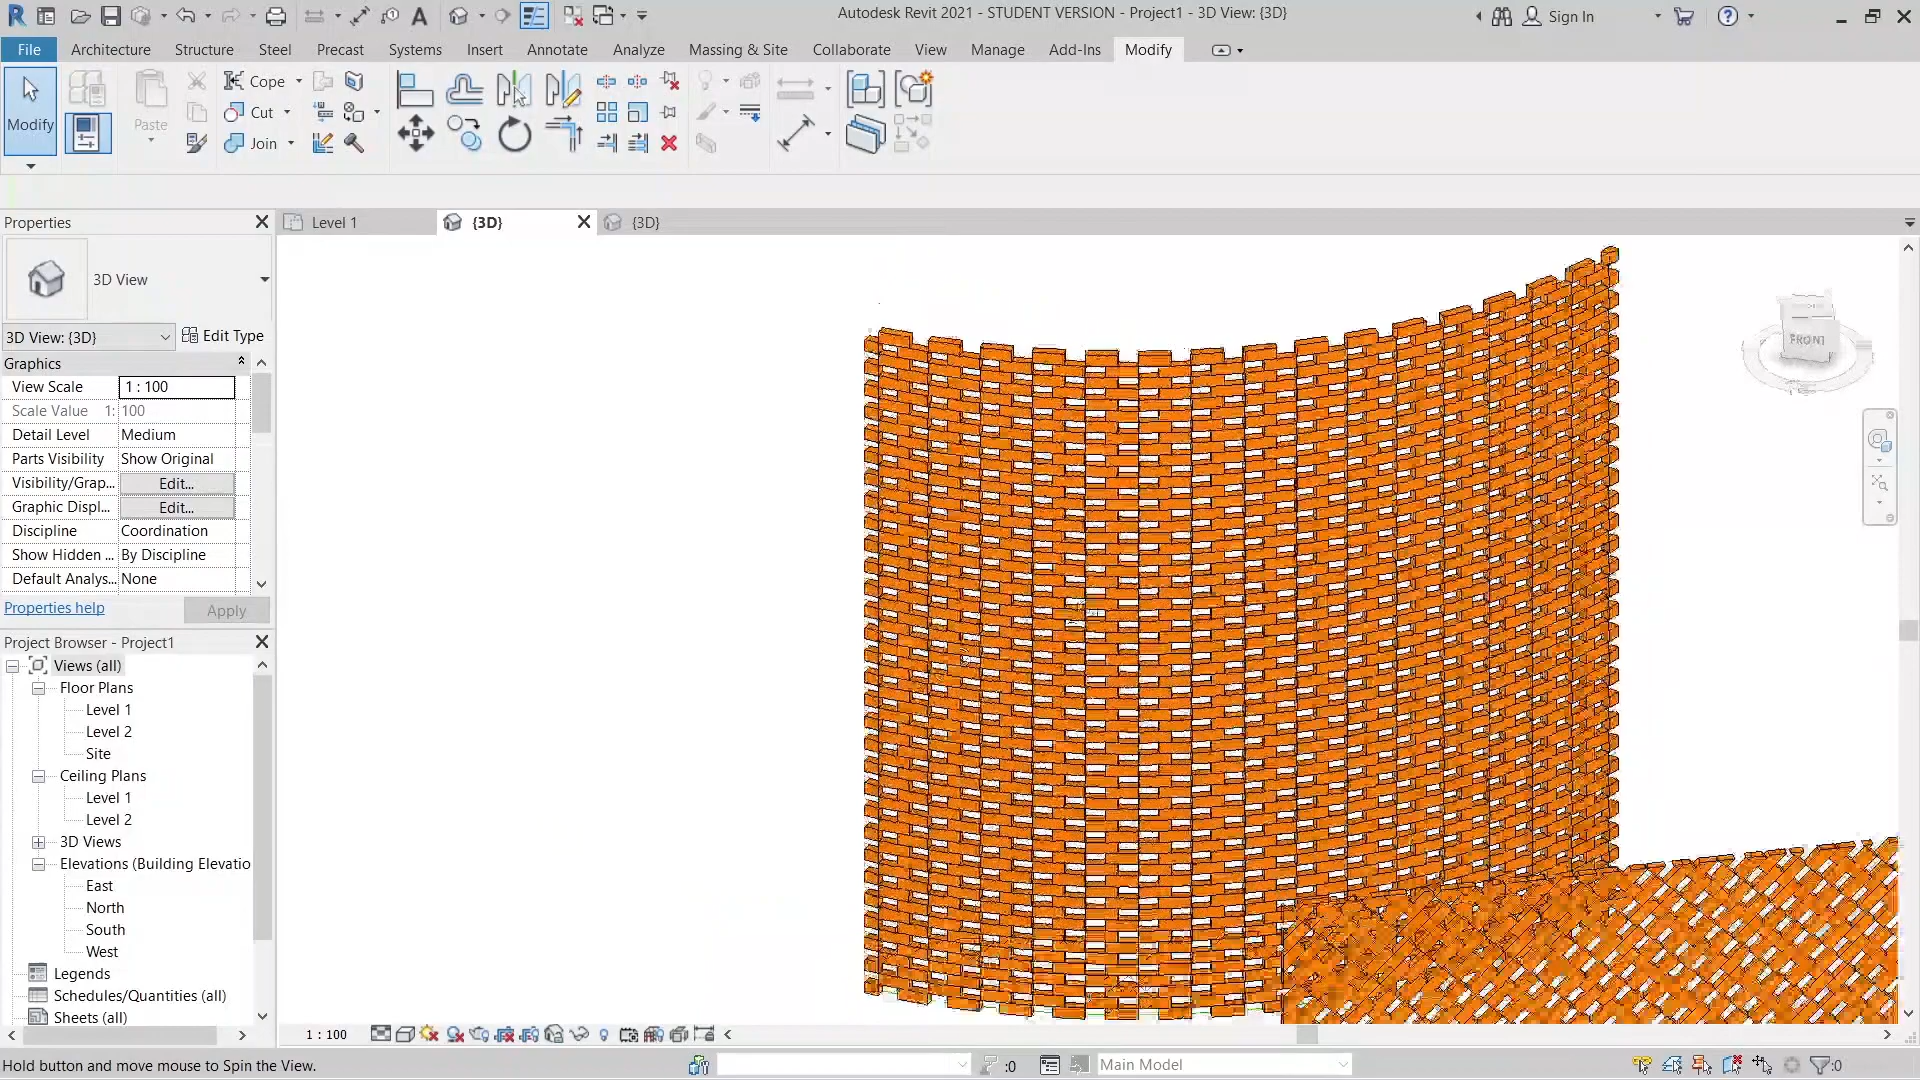 Autodesk Revit 2021 - STUDENT VERSION - Project1 - 3D View: {3D}
Sign In
File
Architecture
Structure
Steel
Precast
Systems
Insert
Annotate
Analyze
Massing & Site
Collaborate
View
Manage
Add-Ins
Modify
Modify
Paste
Cope
Cut
Join
Properties
Level 1
{3D}
{3D}
3D View
3D View: {3D}
Edit Type
Graphics
View Scale
1 : 100
Scale Value 1:
100
Detail Level
Medium
Parts Visibility
Show Original
Visibility/Grap...
Edit...
Graphic Displ...
Edit...
Discipline
Coordination
Show Hidden ...
By Discipline
Default Analys...
None
Properties help
Apply
FRONT
Project Browser - Project1
Views (all)
Floor Plans
Level 1
Level 2
Site
Ceiling Plans
Level 1
Level 2
3D Views
Elevations (Building Elevatio
East
North
South
West
Legends
Schedules/Quantities (all)
Sheets (all)
1 : 100
Hold button and move mouse to Spin the View.
:0
Main Model
:0